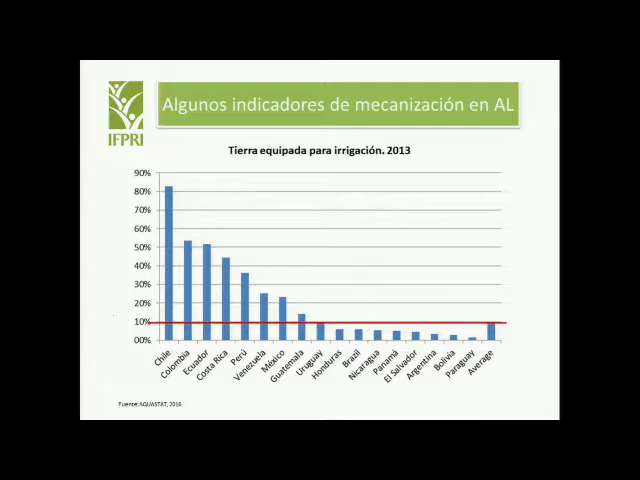 IFPRI
Algunos indicadores de mecanización en AL
Tierra equipada para irrigación. 2013
90%
80%
70%
60%
50%
40%
30%
20%
10%
00%
Chile
Colombia
Ecuador
Costa Rica
Perú
Venezuela
México
Guatemala
Uruguay
Honduras
Brazil
Nicaragua
Panamá
El Salvador
Argentina
Bolivia
Paraguay
Average
Fuente: AQUASTAT, 2016.